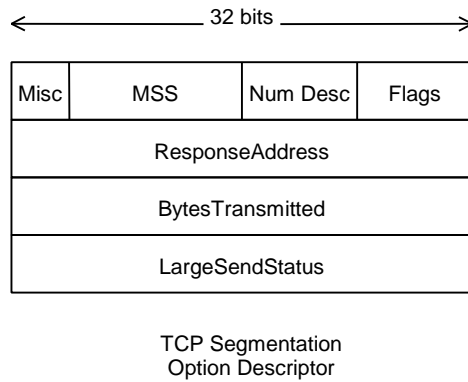 32 bits
Misc MSS Num Desc Flags
ResponseAddress
BytesTransmitted
LargeSendStatus
TCP Segmentation
Option Descriptor